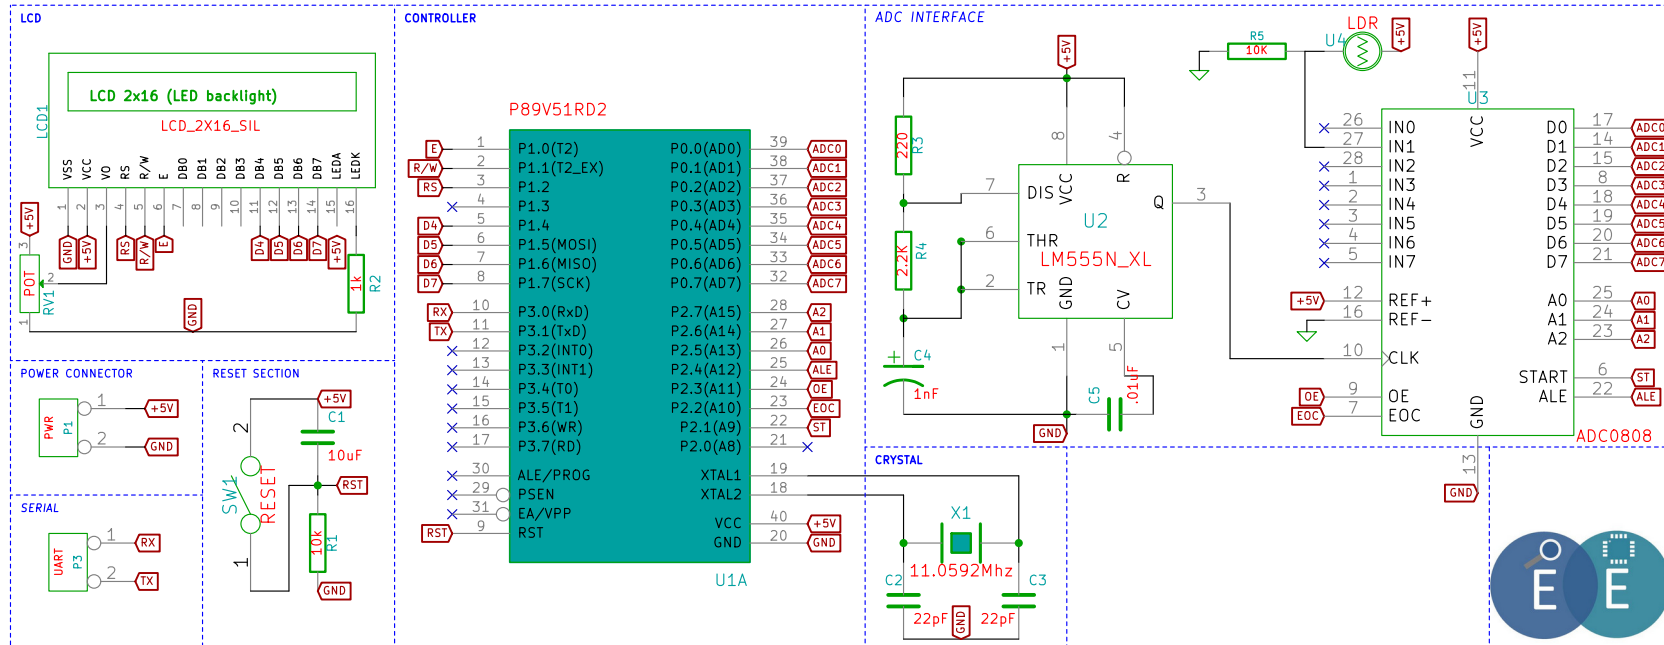 LCD
LCD1
LCD 2x16 (LED backlight)
LCD_2X16_SIL
VSS
VCC
VO
RS
R/W
E
DB0
DB1
DB2
DB3
DB4
DB5
DB6
DB7
LEDA
LEDK
1
2
3
4
5
6
7
8
9
10
11
12
13
14
15
16
GND
+5V
RS
R/W
E
D4
D5
D6
D7
+5V
+5V
3
POT
2
RV1
1
GND
1k
R2
POWER CONNECTOR
PWR
P1
1
+5V
2
GND
SERIAL
UART
P3
1
RX
2
TX
RESET SECTION
+5V
2
C1
10uF
SW1
RESET
RST
10k
R1
1
GND
CONTROLLER
P89V51RD2
E 1 P1.0(T2) P0.0(AD0) 39 ADC0
R/W 2 P1.1(T2_EX) P0.1(AD1) 38 ADC1
RS 3 P1.2 P0.2(AD2) 37 ADC2
4 P1.3 P0.3(AD3) 36 ADC3
D4 5 P1.4 P0.4(AD4) 35 ADC4
D5 6 P1.5(MOSI) P0.5(AD5) 34 ADC5
D6 7 P1.6(MISO) P0.6(AD6) 33 ADC6
D7 8 P1.7(SCK) P0.7(AD7) 32 ADC7
RX 10 P3.0(RxD) P2.7(A15) 28 A2
TX 11 P3.1(TxD) P2.6(A14) 27 A1
12 P3.2(INT0) P2.5(A13) 26 A0
13 P3.3(INT1) P2.4(A12) 25 ALE
14 P3.4(T0) P2.3(A11) 24 OE
15 P3.5(T1) P2.2(A10) 23 EOC
16 P3.6(WR) P2.1(A9) 22 ST
17 P3.7(RD) P2.0(A8) 21
30 ALE/PROG XTAL1 19
29 PSEN XTAL2 18
31 EA/VPP
RST 9 RST VCC 40 +5V
GND 20 GND
U1A
ADC INTERFACE
+5V
220
R3
2.2K
R4
C4
1nF
8
4
VCC
R
7 DIS
6 THR
2 TR
Q 3
U2
LM555N_XL
GND
CV
1
5
C5
.01uF
GND
R5
10K
U4
LDR
+5V
+5V
11
U3
VCC
26 IN0 D0 17 ADC0
27 IN1 D1 14 ADC1
28 IN2 D2 15 ADC2
1 IN3 D3 8 ADC3
2 IN4 D4 18 ADC4
3 IN5 D5 19 ADC5
4 IN6 D6 20 ADC6
5 IN7 D7 21 ADC7
+5V 12 REF+ A0 25 A0
16 REF- A1 24 A1
A2 23 A2
10 CLK
START 6 ST
OE 9 OE ALE 22 ALE
EOC 7 EOC
GND
ADC0808
13
GND
CRYSTAL
X1
11.0592Mhz
C2
22pF
C3
22pF
GND
E E